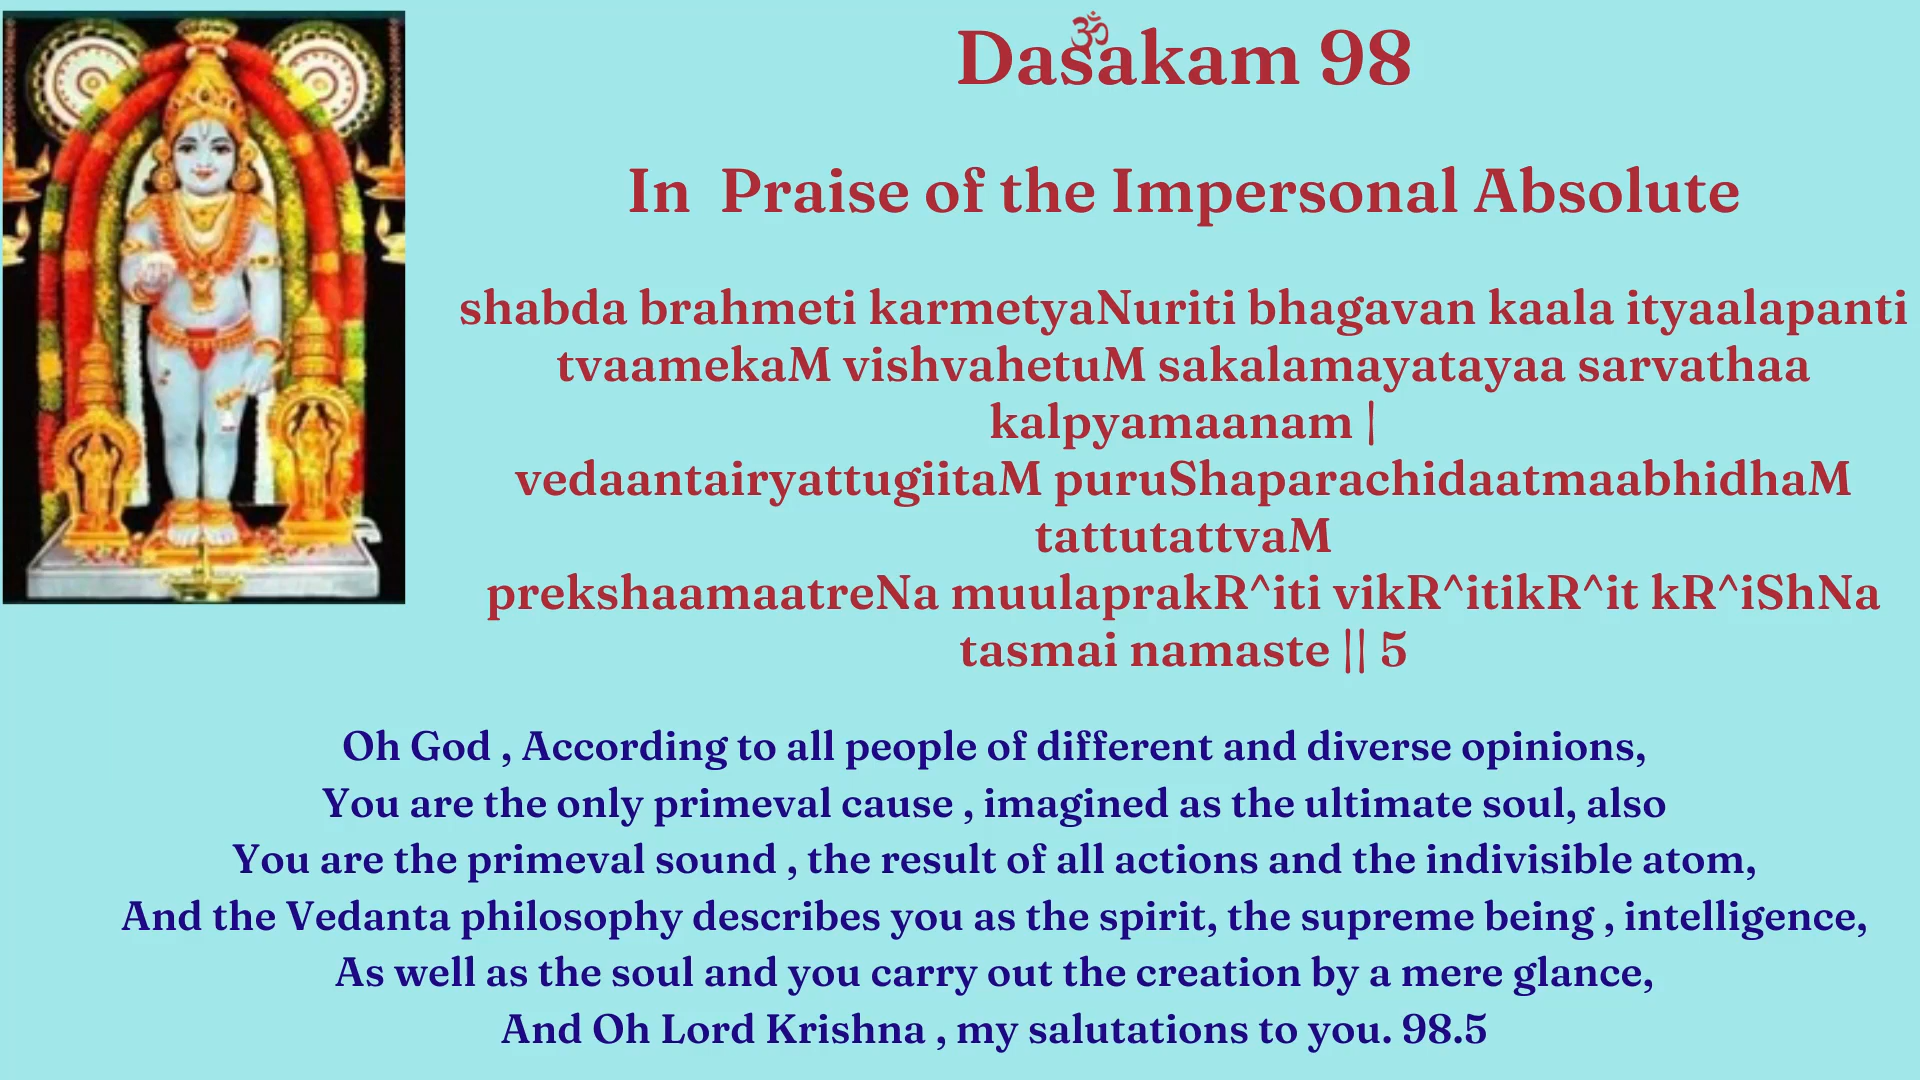 ॐ
Dasakam 98
In Praise of the Impersonal Absolute
shabda brahmeti karmetyaNuriti bhagavan kaala ityaalapanti
tvaamekaM vishvahetuM sakalamayatayaa sarvathaa
kalpyamaanam |
vedaantairyattugiitaM puruShaparachidaatmaabhidhaM
tattutattvaM
prekshaamaatreNa muulaprakR^iti vikR^itikR^it kR^iShNa
tasmai namaste || 5
Oh God , According to all people of different and diverse opinions,
You are the only primeval cause , imagined as the ultimate soul, also
You are the primeval sound , the result of all actions and the indivisible atom,
And the Vedanta philosophy describes you as the spirit, the supreme being , intelligence,
As well as the soul and you carry out the creation by a mere glance,
And Oh Lord Krishna , my salutations to you. 98.5